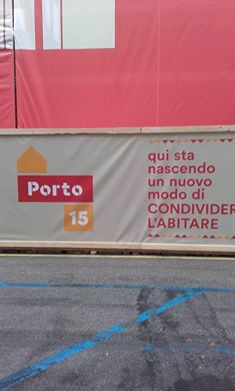 Porto
15
qui sta
nascendo
un nuovo
modo di
CONDIVIDER
L'ABITARE